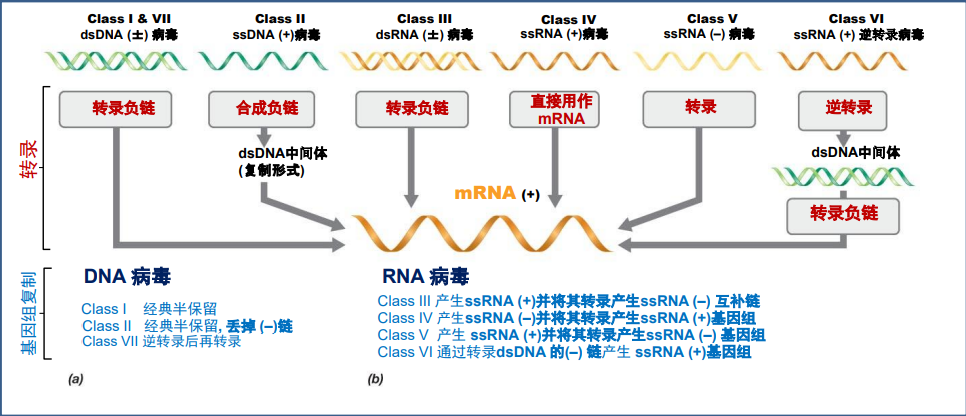 Class I & VII
dsDNA (±) 病毒
Class II
ssDNA (+)病毒
Class III
dsRNA (±) 病毒
Class IV
ssRNA (+)病毒
Class V
ssRNA (–) 病毒
Class VI
ssRNA (+) 逆转录病毒
转录
转录负链
合成负链
转录负链
直接用作
mRNA
转录
逆转录
dsDNA中间体
(复制形式)
dsDNA中间体
mRNA (+)
转录负链
基因组复制
DNA 病毒
Class I 经典半保留
Class II 经典半保留, 丢掉 (–)链
Class VII 逆转录后再转录
(a)
RNA 病毒
Class III 产生ssRNA (+)并将其转录产生ssRNA (–) 互补链
Class IV 产生ssRNA (–)并将其转录产生ssRNA (+)基因组
Class V 产生 ssRNA (+)并将其转录产生ssRNA (–) 基因组
Class VI 通过转录dsDNA 的(–) 链产生 ssRNA (+)基因组
(b)